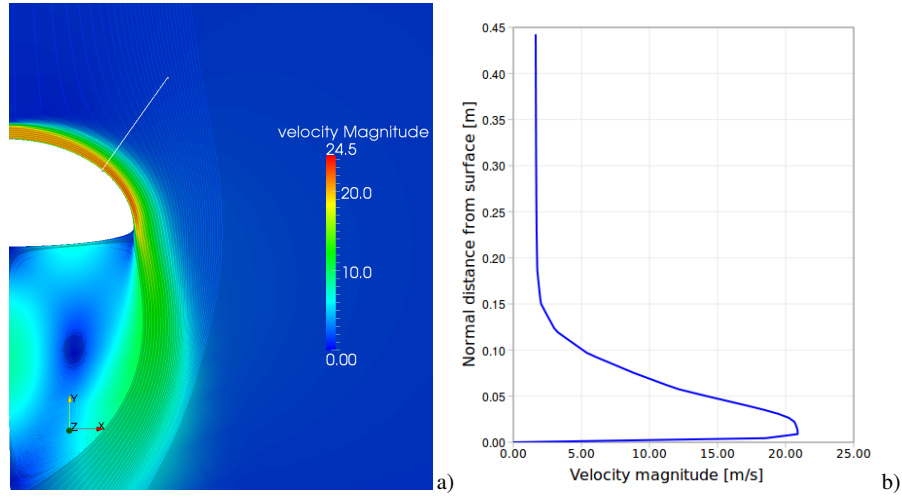 velocity Magnitude
24.5
20.0
10.0
0.00
Y
Z
X
a)
0.45
0.40
0.35
0.30
0.25
0.20
0.15
0.10
0.05
0.00
Normal distance from surface [m]
0.00 5.00 10.00 15.00 20.00 25.00
Velocity magnitude [m/s]
b)